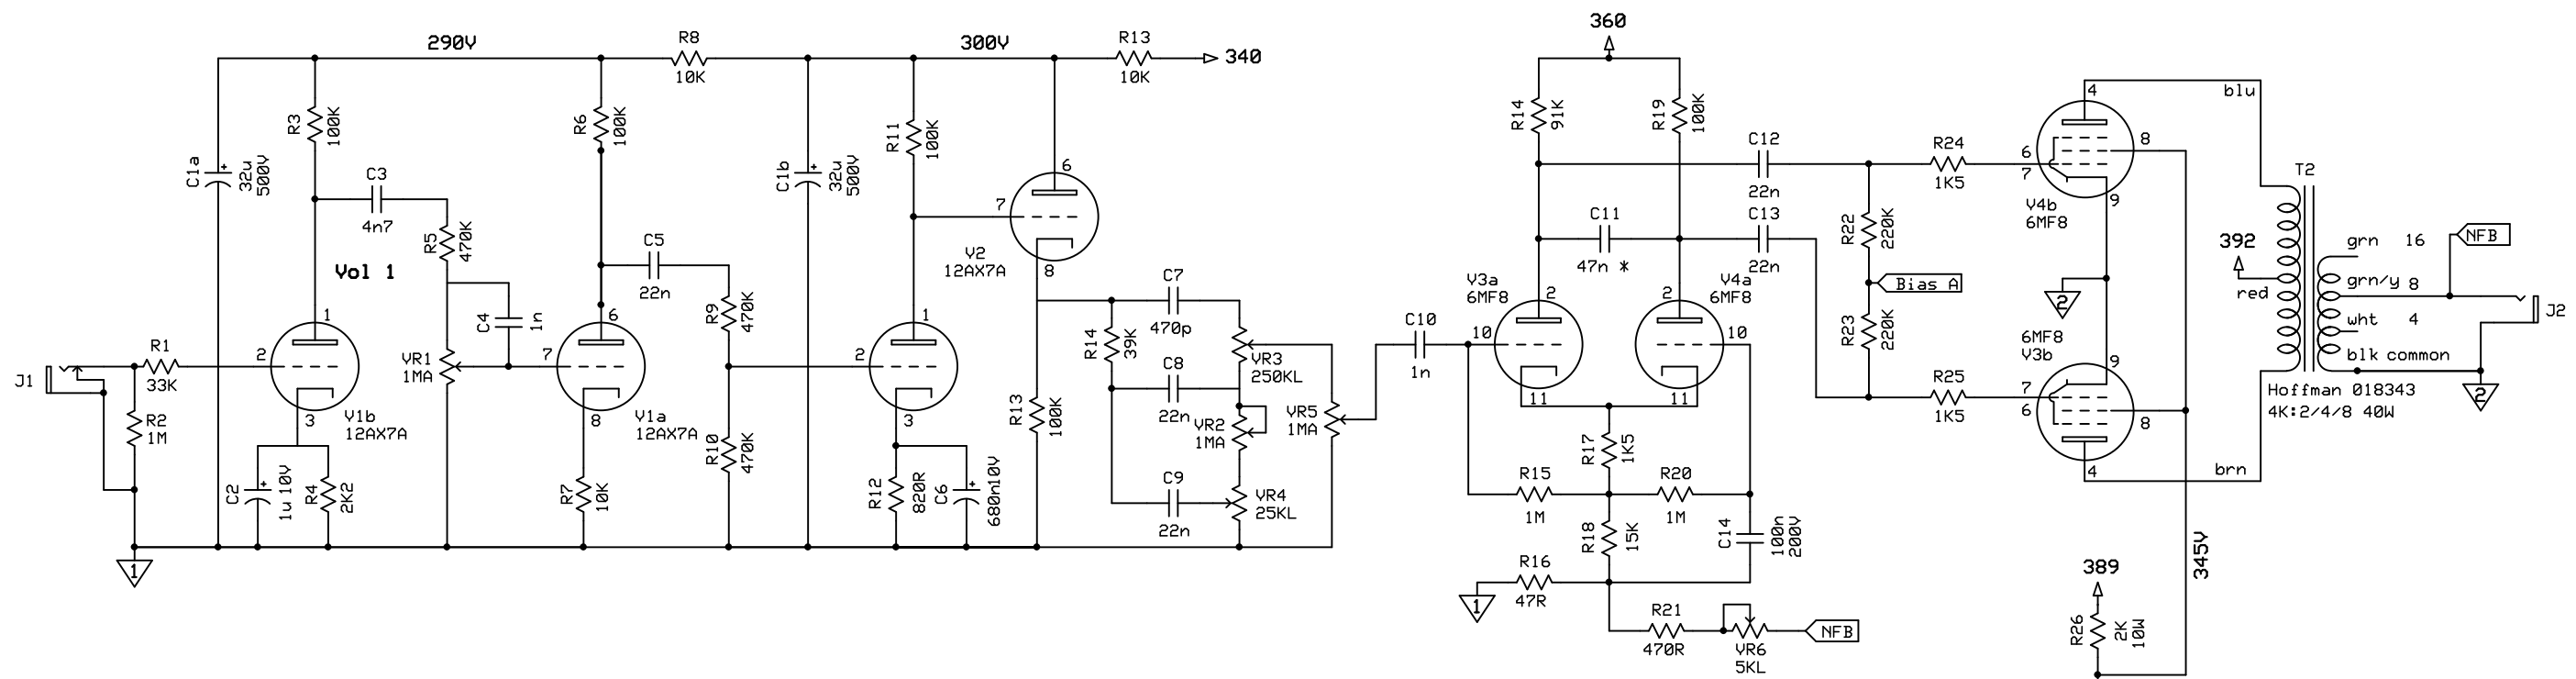 360
290V
R8
10K
300V
R13
10K
340
R3
100K
R6
100K
R11
100K
C1a
32u
500V
C1b
32u
500V
C3
4n7
R5
470K
Vol 1
C4
1n
C5
22n
R9
470K
6
7
V2
12AX7A
8
J1
R1
33K
R2
1M
2
1
3
V1b
12AX7A
VR1
1MA
7
6
8
V1a
12AX7A
2
1
3
C2
1u 10V
R4
2K2
R7
10K
R10
470K
R12
820R
C6
680n10V
R13
100K
C7
470p
R14
39K
C8
22n
C9
22n
VR3
250KL
VR2
1MA
VR4
25KL
VR5
1MA
C10
1n
1
R14
91K
R19
100K
C12
22n
C11
47n *
C13
22n
V3a
6MF8
2
10
11
V4a
6MF8
2
10
11
R17
1K5
R15
1M
R20
1M
R18
15K
C14
100n
200V
R16
47R
1
R21
470R
VR6
5KL
NFB
R22
220K
R23
220K
Bias A
R24
1K5
R25
1K5
4
8
6
7
9
V4b
6MF8
2
6MF8
V3b
9
7
6
8
4
blu
T2
392
red
brn
grn 16
grn/y 8
wht 4
blk common
NFB
J2
2
Hoffman 018343
4K:2/4/8 40W
389
R26
2K
10W
345V